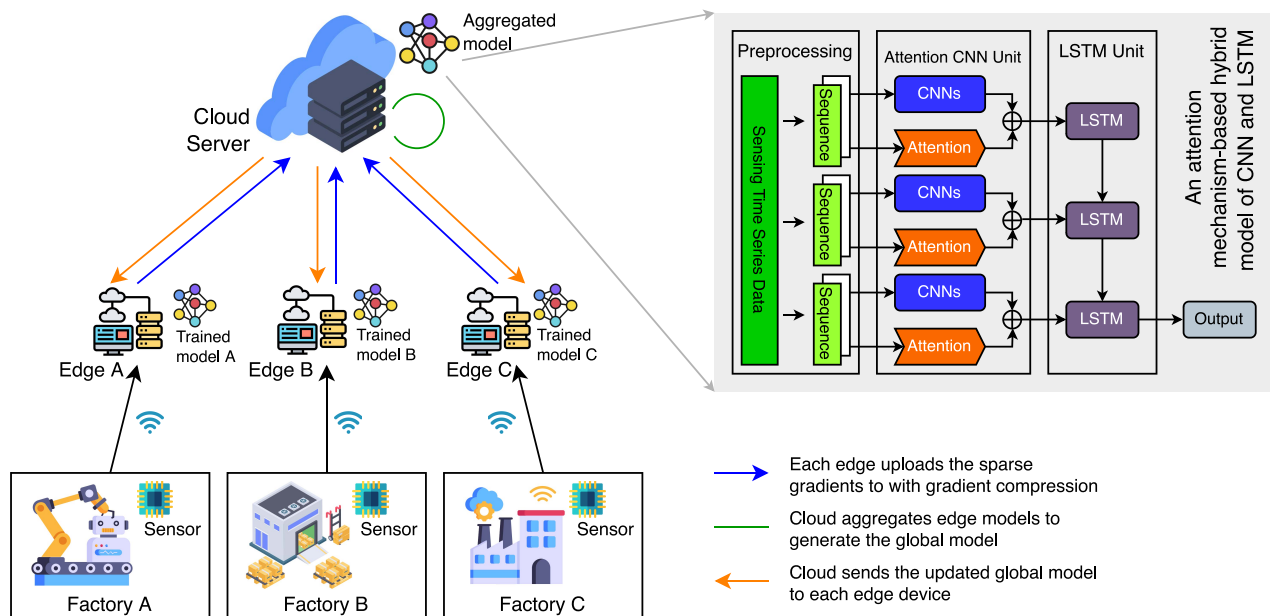 Aggregated
model
Cloud
Server
Trained
model A
Trained
model B
Trained
model C
Edge A
Edge B
Edge C
Sensor
Sensor
Sensor
Factory A
Factory B
Factory C
Preprocessing
Attention CNN Unit
LSTM Unit
Sensing Time Series Data
Sequence
CNNs
Attention
LSTM
Sequence
CNNs
Attention
LSTM
Sequence
CNNs
Attention
LSTM
Output
An attention
mechanism-based hybrid
model of CNN and LSTM
Each edge uploads the sparse
gradients to with gradient compression
Cloud aggregates edge models to
generate the global model
Cloud sends the updated global model
to each edge device